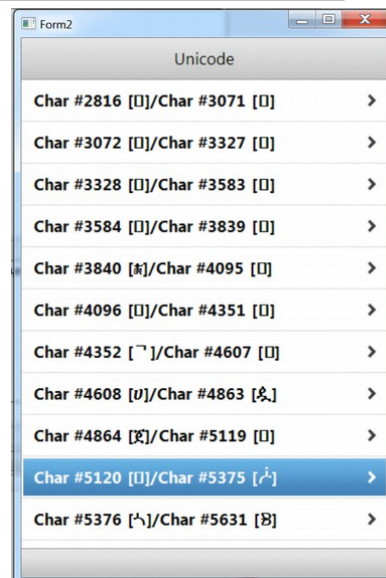 Form2
Unicode
Char #2816 [▯]/Char #3071 [▯]
Char #3072 [▯]/Char #3327 [▯]
Char #3328 [▯]/Char #3583 [▯]
Char #3584 [▯]/Char #3839 [▯]
Char #3840 [ༀ]/Char #4095 [▯]
Char #4096 [▯]/Char #4351 [▯]
Char #4352 [ᄀ]/Char #4607 [▯]
Char #4608 [ሀ]/Char #4863 [ዿ]
Char #4864 [ጀ]/Char #5119 [▯]
Char #5120 [▯]/Char #5375 [ᓿ]
Char #5376 [ᔀ]/Char #5631 [ᗿ]